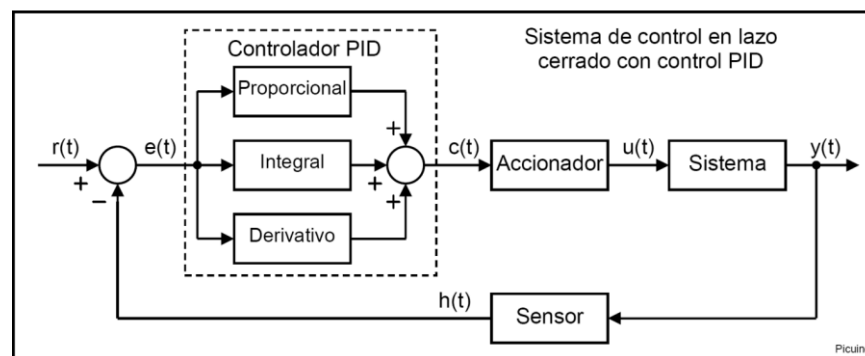 Controlador PID
Sistema de control en lazo
cerrado con control PID
Proporcional
+
r(t)
e(t)
Integral
c(t)
Accionador
u(t)
Sistema
y(t)
+
−
+
+
Derivativo
h(t)
Sensor
Picuino